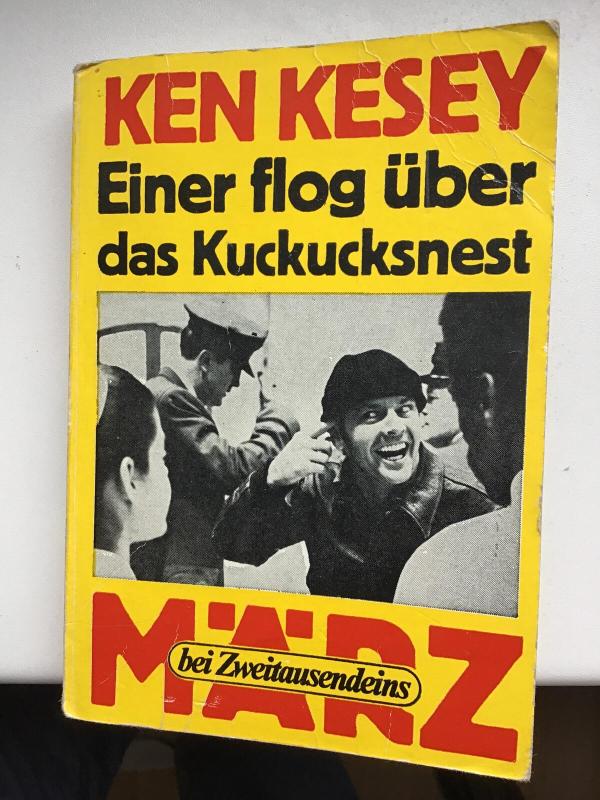 KEN KESEY
Einer flog über
das Kuckucksnest
MÄRZ
bei Zweitausendeins